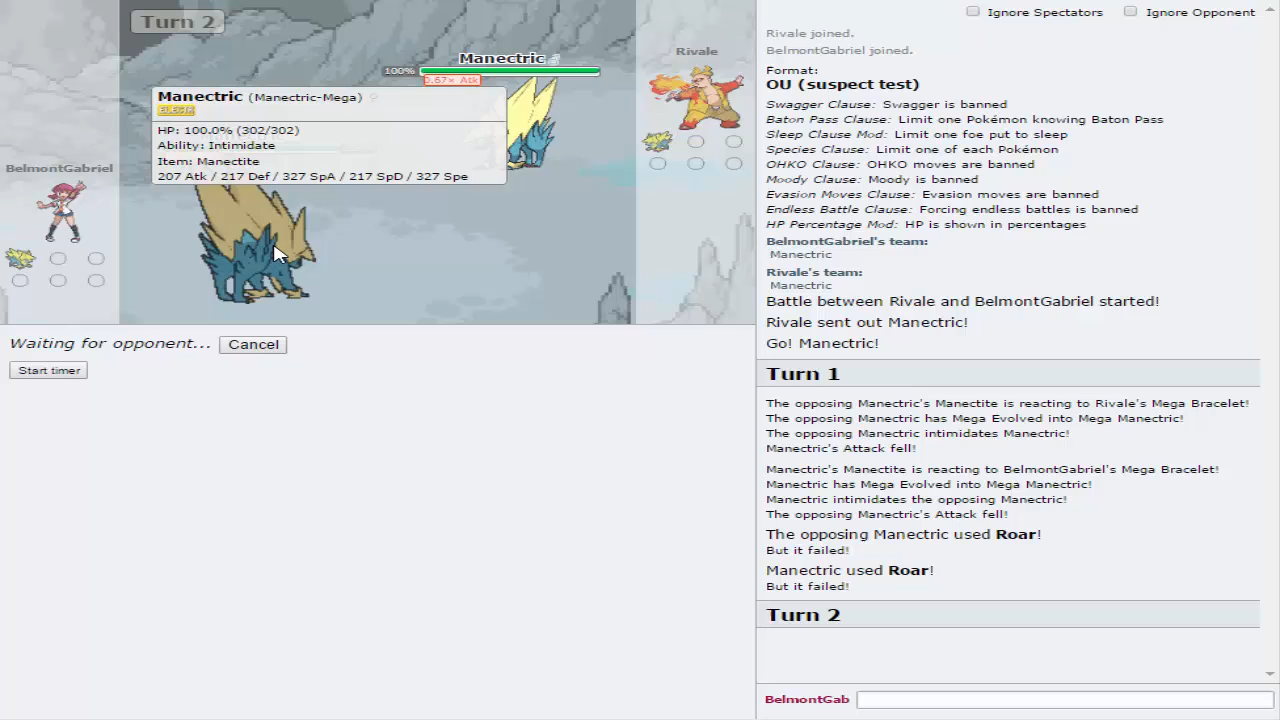 Turn 2
Manectric
100%
0.67× Atk
Manectric (Manectric-Mega)
ELECTR
HP: 100.0% (302/302)
Ability: Intimidate
Item: Manectite
207 Atk / 217 Def / 327 SpA / 217 SpD / 327 Spe
BelmontGabriel
Rivale
Waiting for opponent... Cancel
Start timer
Ignore Spectators Ignore Opponent
Rivale joined.
BelmontGabriel joined.
Format:
OU (suspect test)
Swagger Clause: Swagger is banned
Baton Pass Clause: Limit one Pokémon knowing Baton Pass
Sleep Clause Mod: Limit one foe put to sleep
Species Clause: Limit one of each Pokémon
OHKO Clause: OHKO moves are banned
Moody Clause: Moody is banned
Evasion Moves Clause: Evasion moves are banned
Endless Battle Clause: Forcing endless battles is banned
HP Percentage Mod: HP is shown in percentages
BelmontGabriel's team:
Manectric
Rivale's team:
Manectric
Battle between Rivale and BelmontGabriel started!
Rivale sent out Manectric!
Go! Manectric!
Turn 1
The opposing Manectric's Manectite is reacting to Rivale's Mega Bracelet!
The opposing Manectric has Mega Evolved into Mega Manectric!
The opposing Manectric intimidates Manectric!
Manectric's Attack fell!
Manectric's Manectite is reacting to BelmontGabriel's Mega Bracelet!
Manectric has Mega Evolved into Mega Manectric!
Manectric intimidates the opposing Manectric!
The opposing Manectric's Attack fell!
The opposing Manectric used Roar!
But it failed!
Manectric used Roar!
But it failed!
Turn 2
BelmontGab